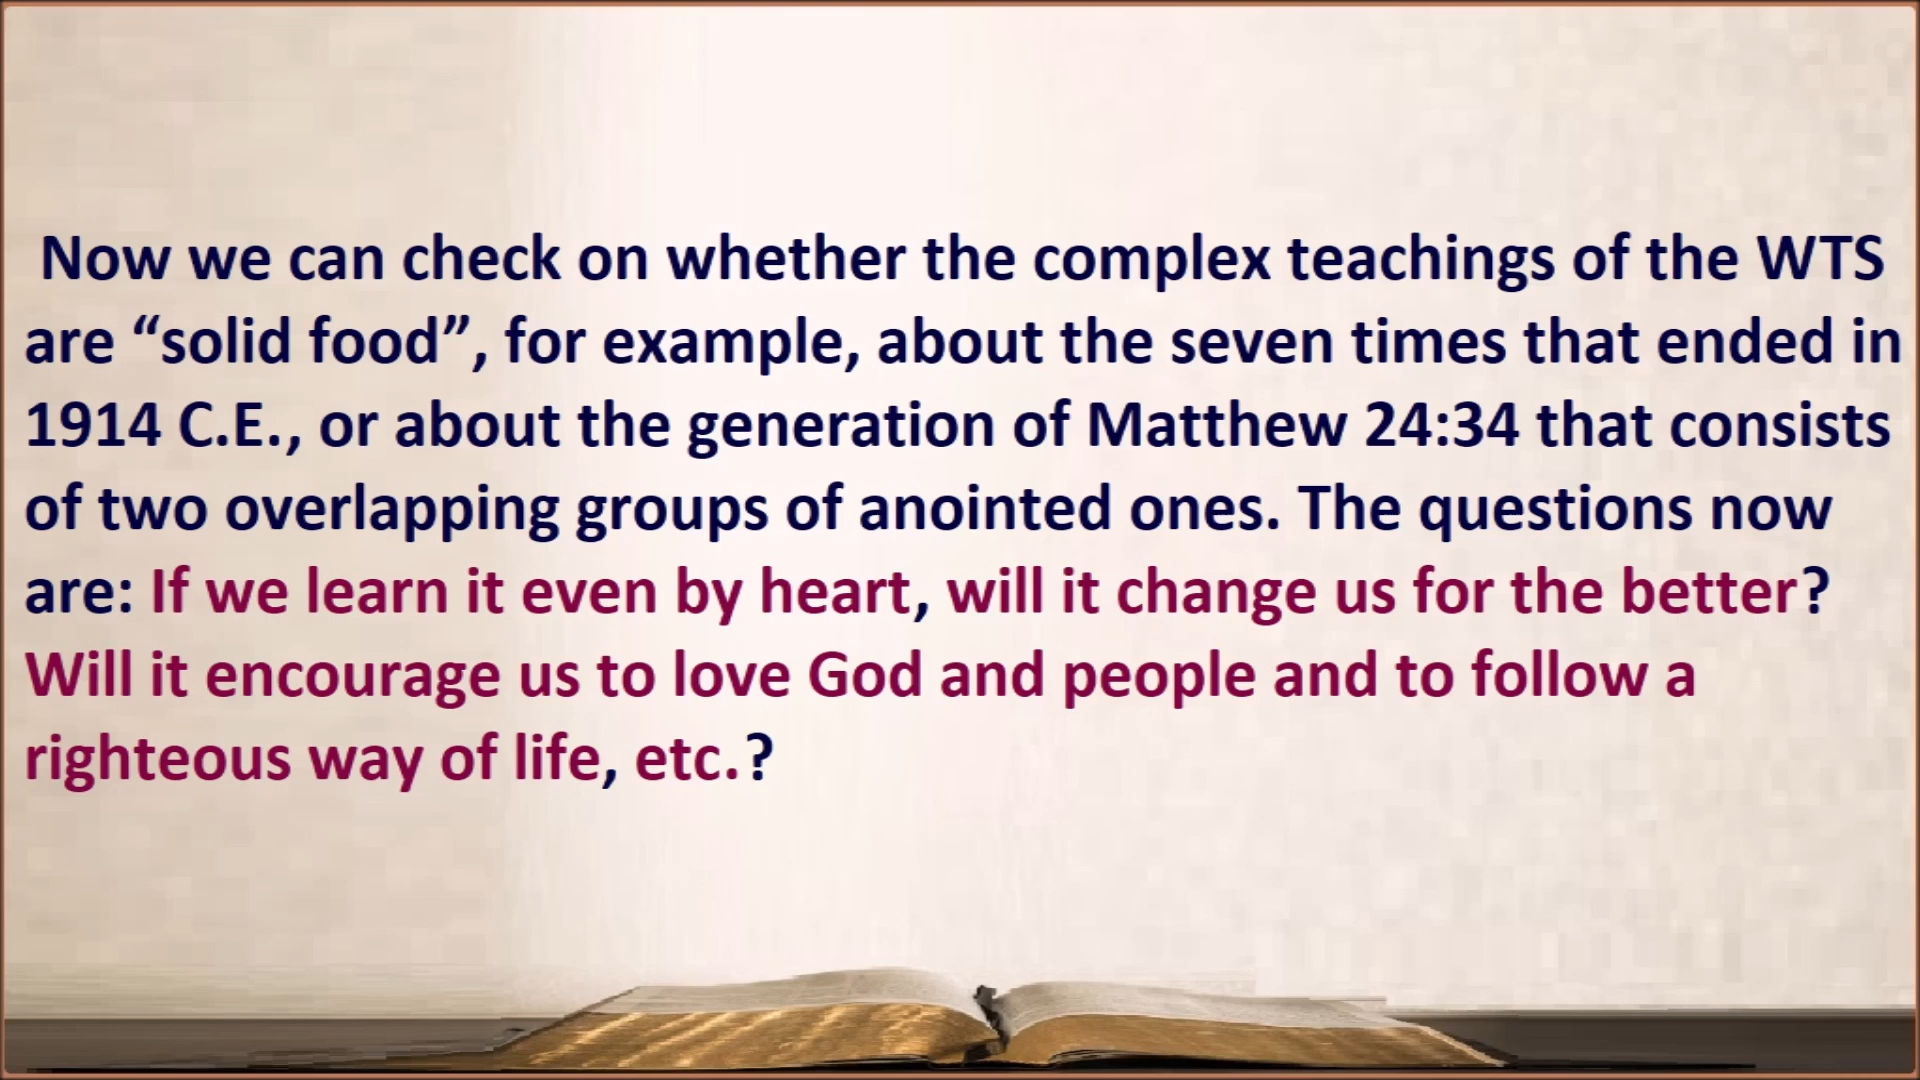 Now we can check on whether the complex teachings of the WTS
are “solid food”, for example, about the seven times that ended in
1914 C.E., or about the generation of Matthew 24:34 that consists
of two overlapping groups of anointed ones. The questions now
are: If we learn it even by heart, will it change us for the better?
Will it encourage us to love God and people and to follow a
righteous way of life, etc.?